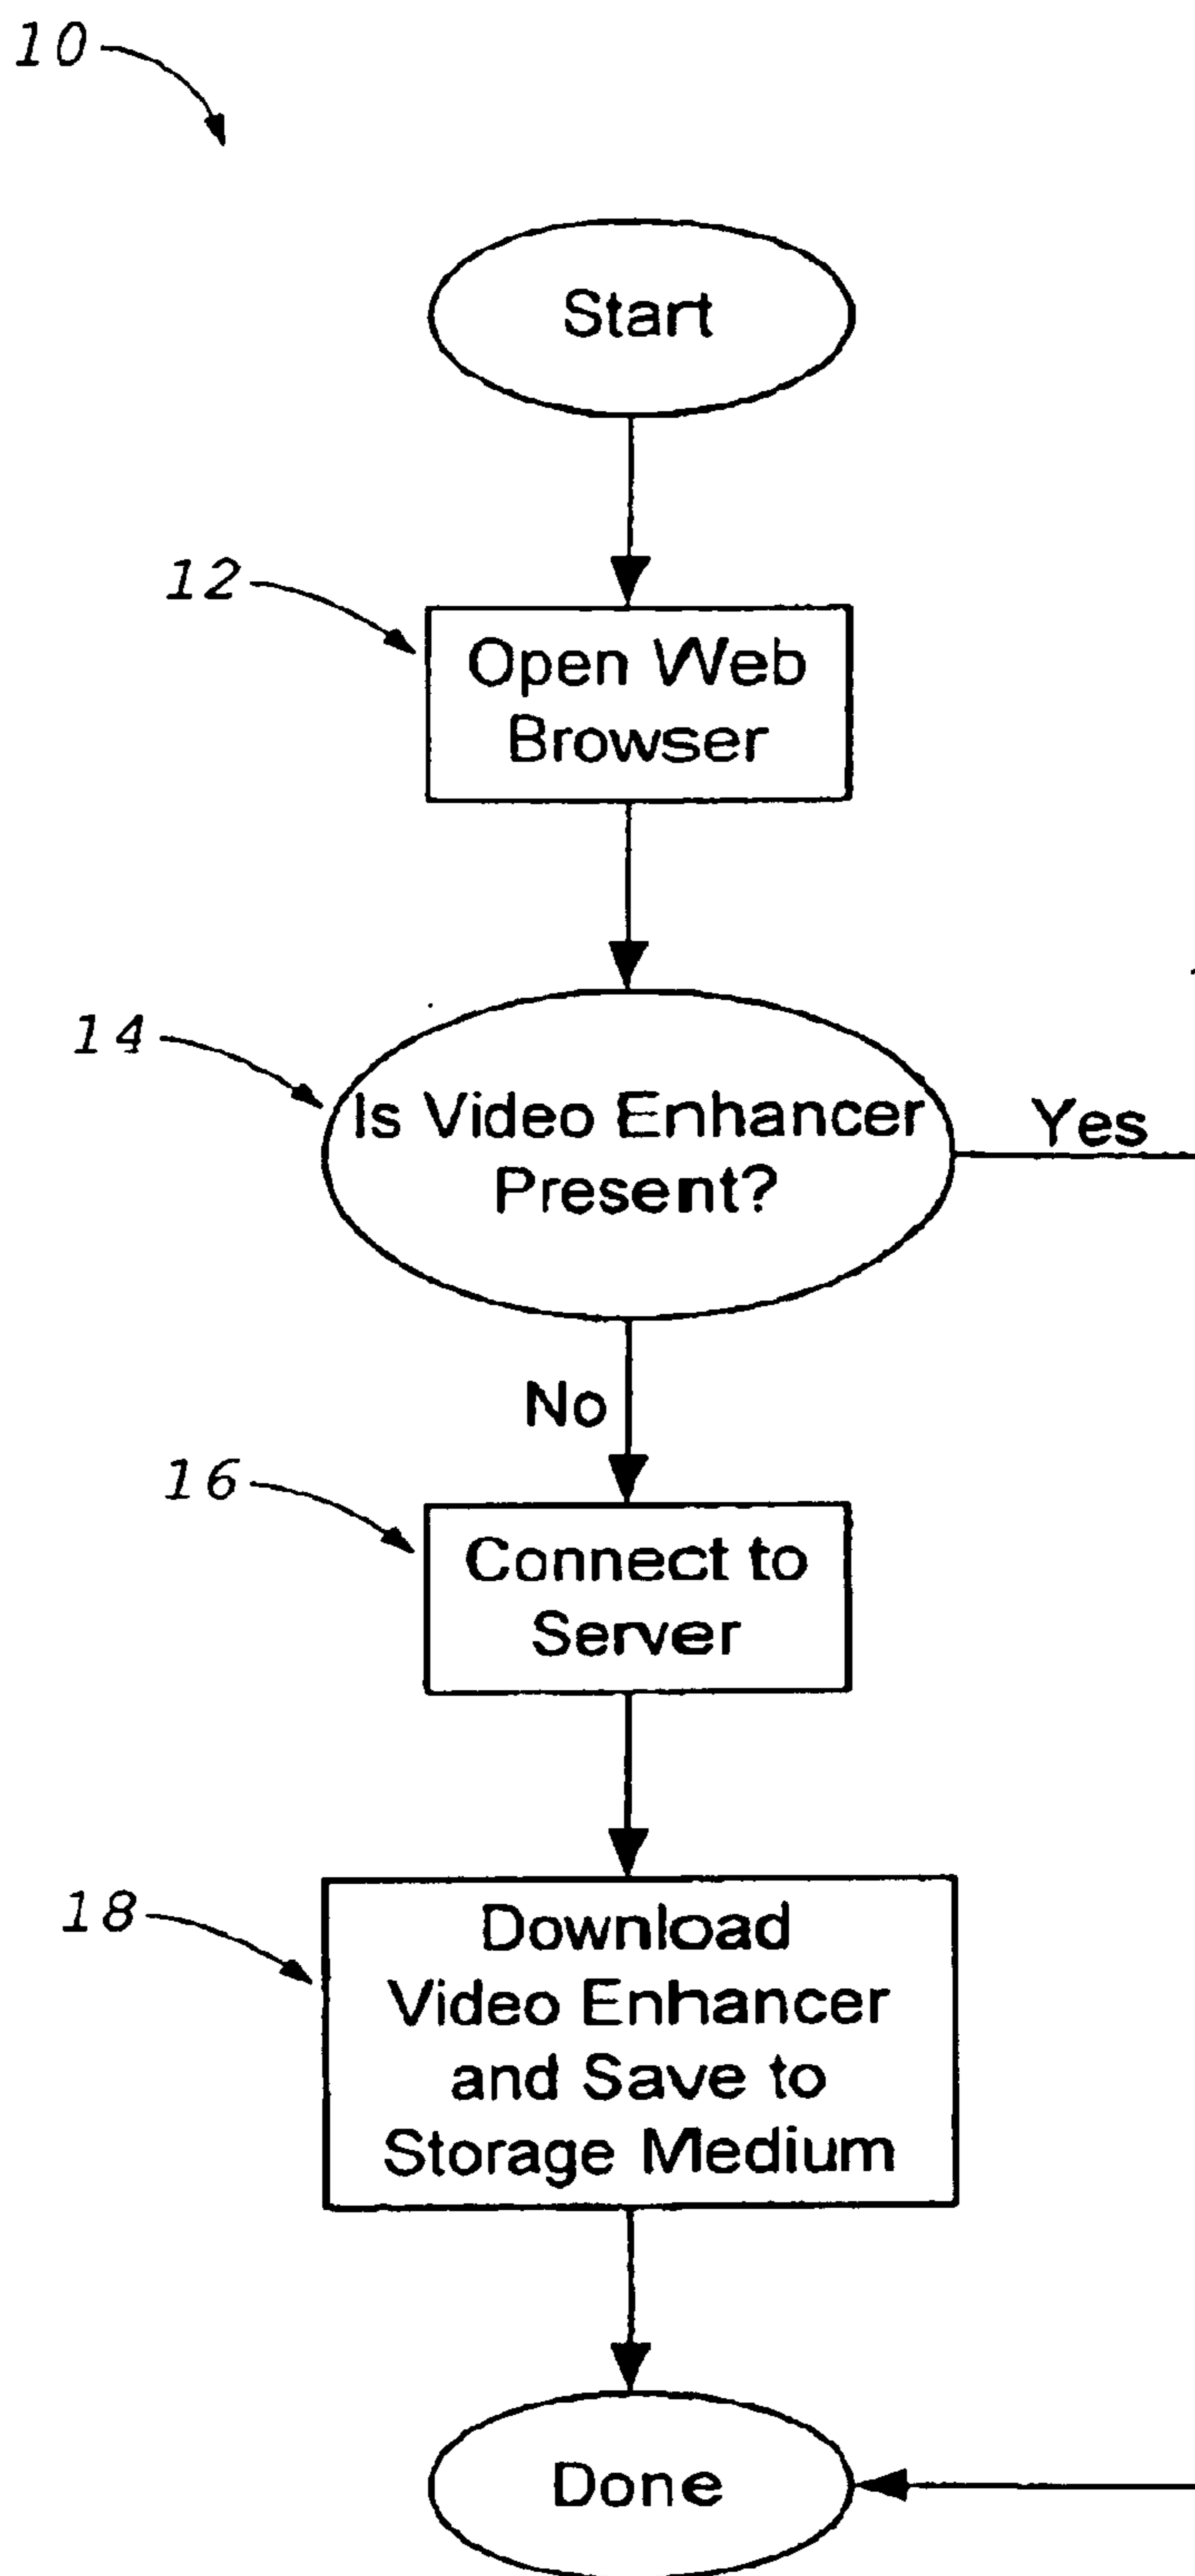 10
Start
12
Open Web
Browser
14
Is Video Enhancer
Present?
Yes
No
16
Connect to
Server
18
Download
Video Enhancer
and Save to
Storage Medium
Done